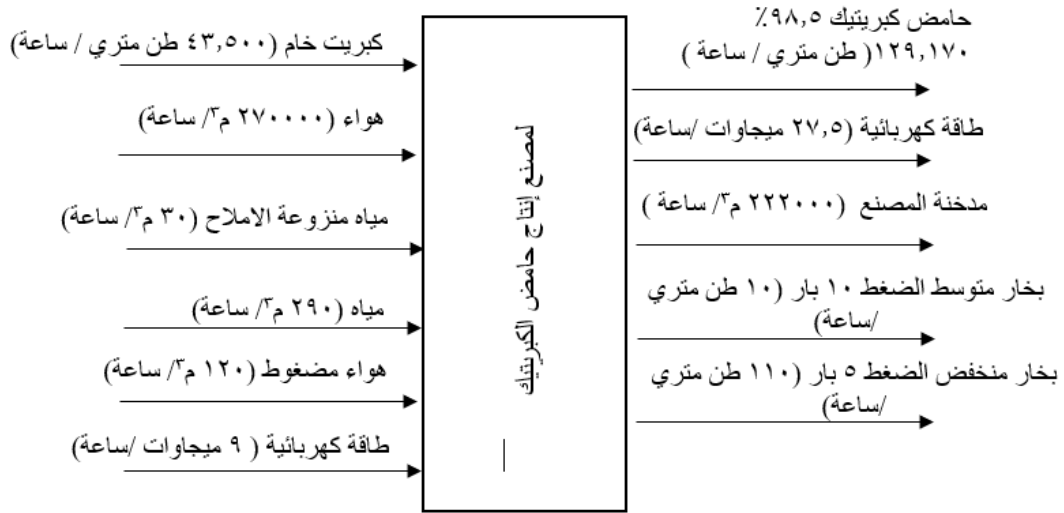 كبريت خام (٤٣,٥٠٠ طن متري / ساعة)
هواء (٢٧٠٠٠٠ م٣/ ساعة)
مياه منزوعة الاملاح (٣٠ م٣/ ساعة)
مياه (٢٩٠ م٣/ ساعة)
هواء مضغوط (١٢٠ م٣/ ساعة)
طاقة كهربائية ( ٩ ميجاوات /ساعة)
لمصنع إنتاج حامض الكبريتيك
حامض كبريتيك ٩٨,٥٪
١٢٩,١٧٠( طن متري / ساعة )
طاقة كهربائية (٢٧,٥ ميجاوات /ساعة)
مدخنة المصنع (٢٢٢٠٠٠ م٣/ ساعة )
بخار متوسط الضغط ١٠ بار (١٠ طن متري
/ساعة)
بخار منخفض الضغط ٥ بار (١١٠ طن متري
/ساعة)